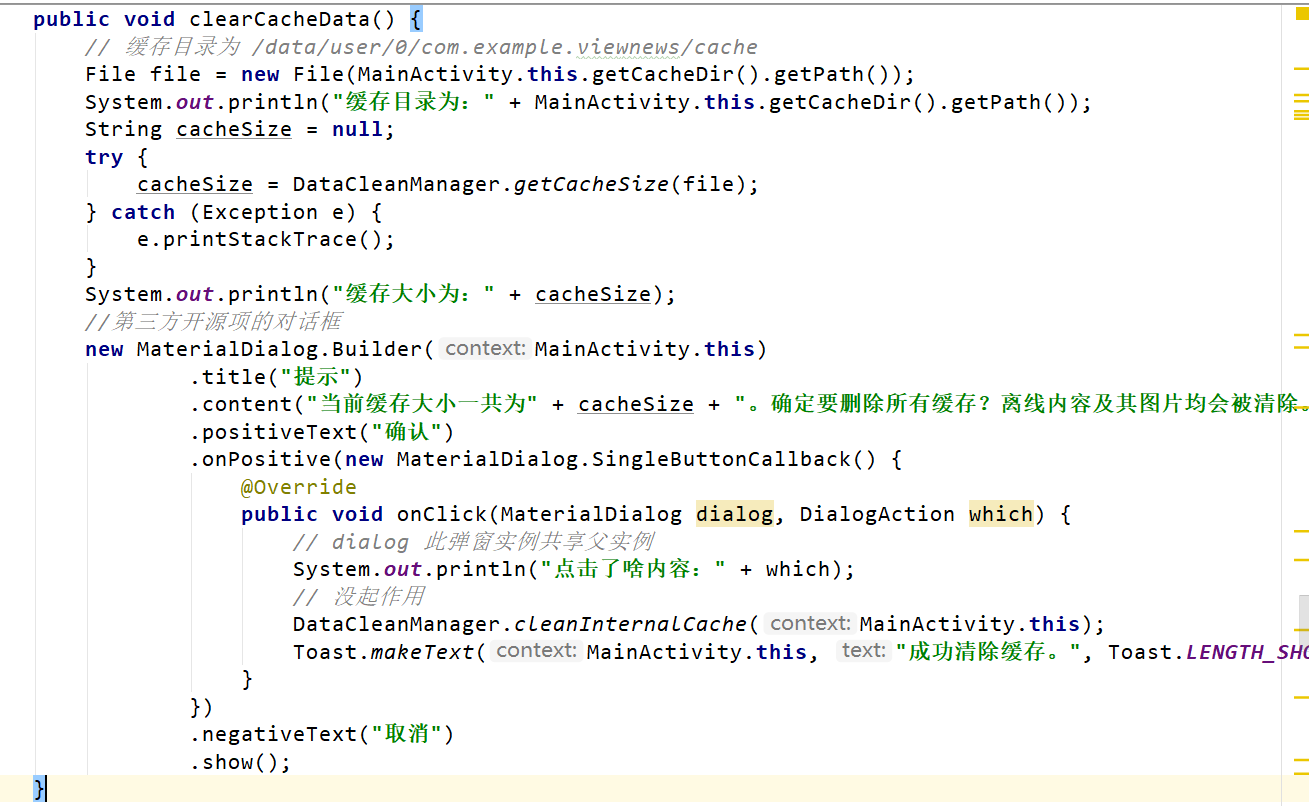 public void clearCacheData() {
// 缓存目录为 /data/user/0/com.example.viewnews/cache
File file = new File(MainActivity.this.getCacheDir().getPath());
System.out.println("缓存目录为：" + MainActivity.this.getCacheDir().getPath());
String cacheSize = null;
try {
cacheSize = DataCleanManager.getCacheSize(file);
} catch (Exception e) {
e.printStackTrace();
}
System.out.println("缓存大小为：" + cacheSize);
//第三方开源项的对话框
new MaterialDialog.Builder( context: MainActivity.this)
.title("提示")
.content("当前缓存大小一共为" + cacheSize + "。确定要删除所有缓存？离线内容及其图片均会被清除。
.positiveText("确认")
.onPositive(new MaterialDialog.SingleButtonCallback() {
@Override
public void onClick(MaterialDialog dialog, DialogAction which) {
// dialog 此弹窗实例共享父实例
System.out.println("点击了啥内容：" + which);
// 没起作用
DataCleanManager.cleanInternalCache( context: MainActivity.this);
Toast.makeText( context: MainActivity.this, text: "成功清除缓存。", Toast.LENGTH_SHO
}
})
.negativeText("取消")
.show();
}